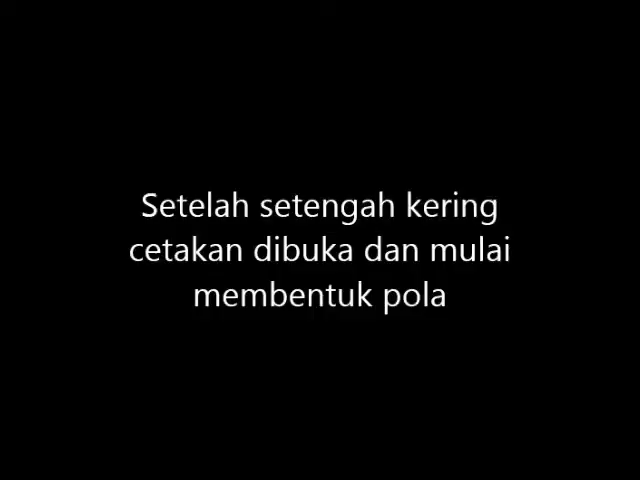 Setelah setengah kering
cetakan dibuka dan mulai
membentuk pola